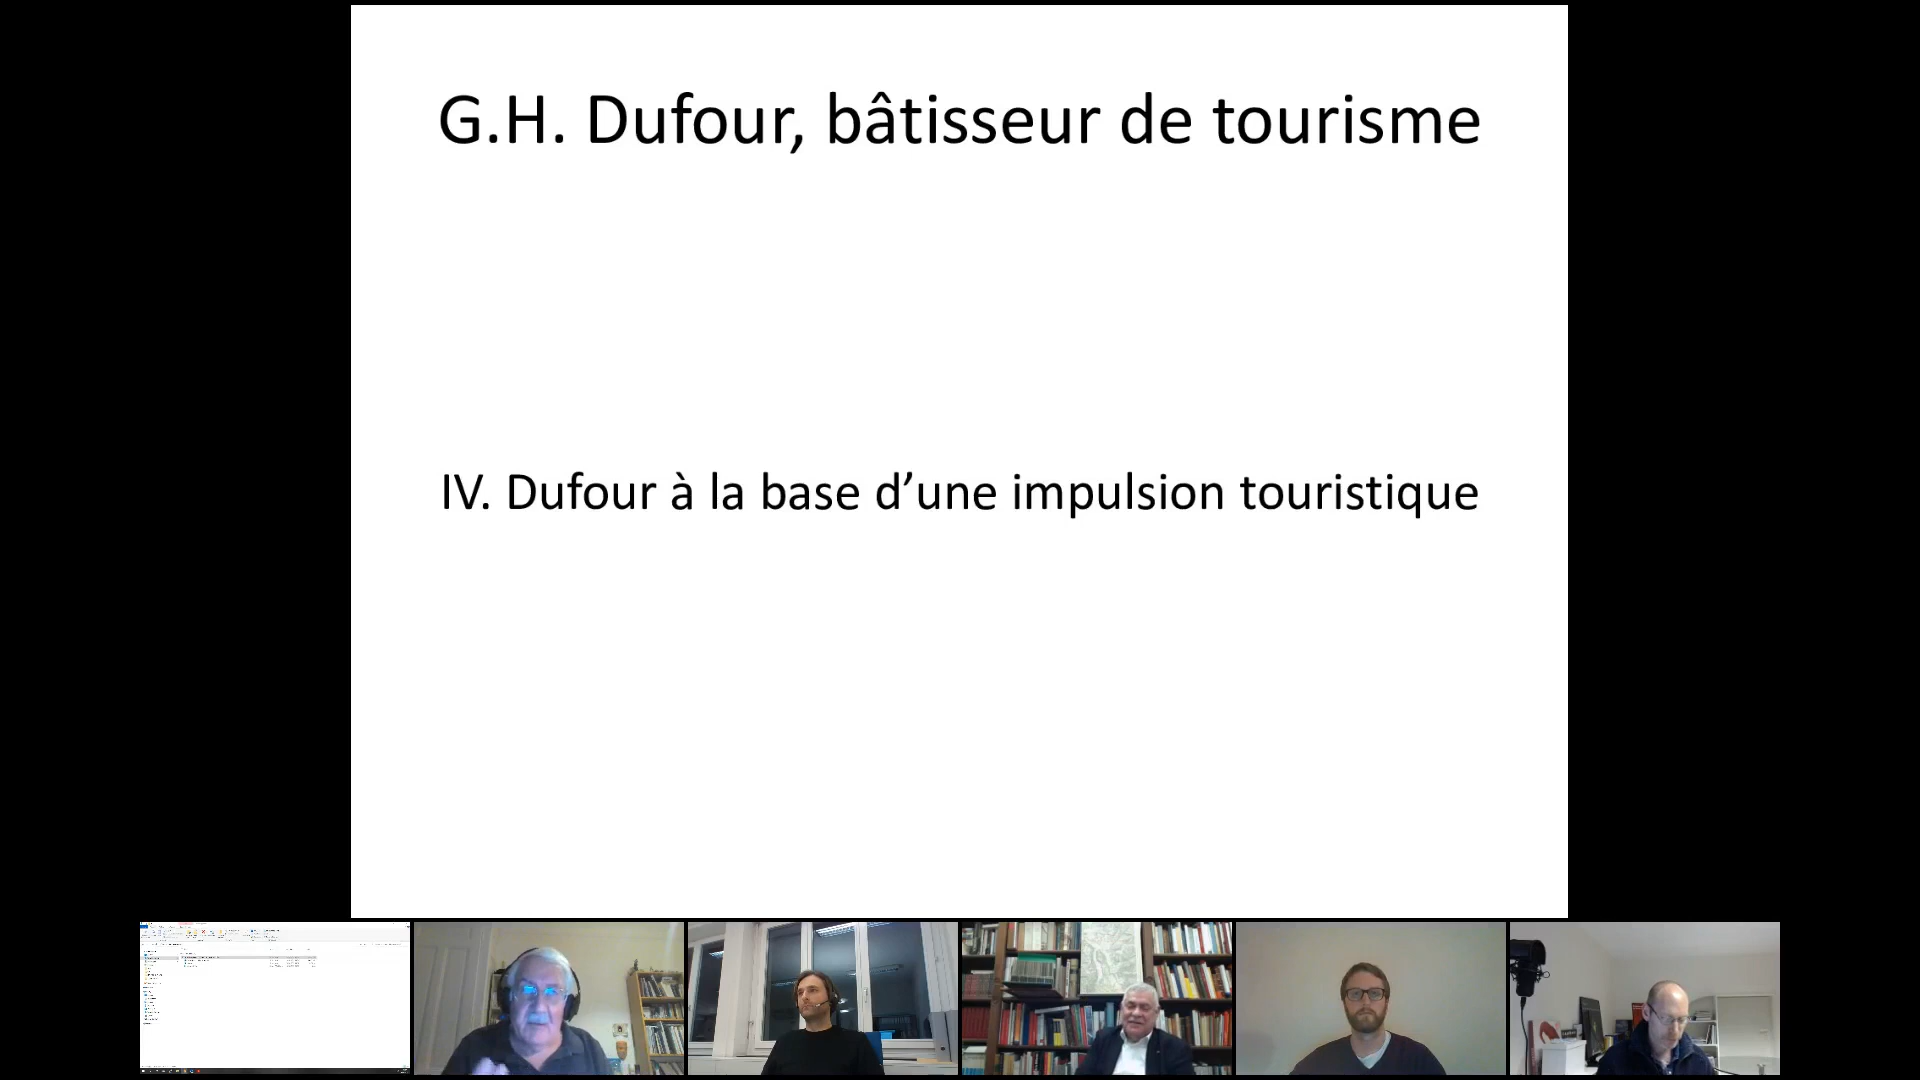 G.H. Dufour, bâtisseur de tourisme
IV. Dufour à la base d’une impulsion touristique